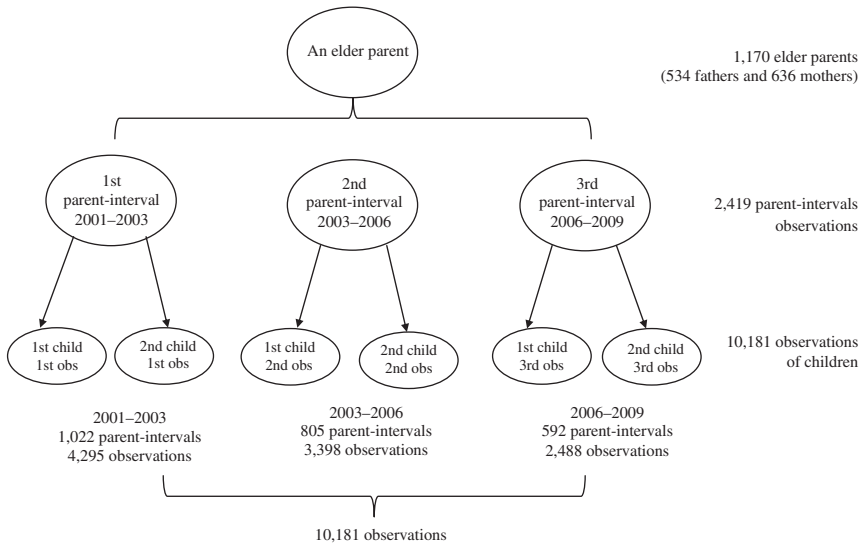 An elder parent
1,170 elder parents
(534 fathers and 636 mothers)
1st
parent-interval
2001–2003
2nd
parent-interval
2003–2006
3rd
parent-interval
2006–2009
2,419 parent-intervals
observations
1st child
1st obs
2nd child
1st obs
1st child
2nd obs
2nd child
2nd obs
1st child
3rd obs
2nd child
3rd obs
10,181 observations
of children
2001–2003
1,022 parent-intervals
4,295 observations
2003–2006
805 parent-intervals
3,398 observations
2006–2009
592 parent-intervals
2,488 observations
10,181 observations